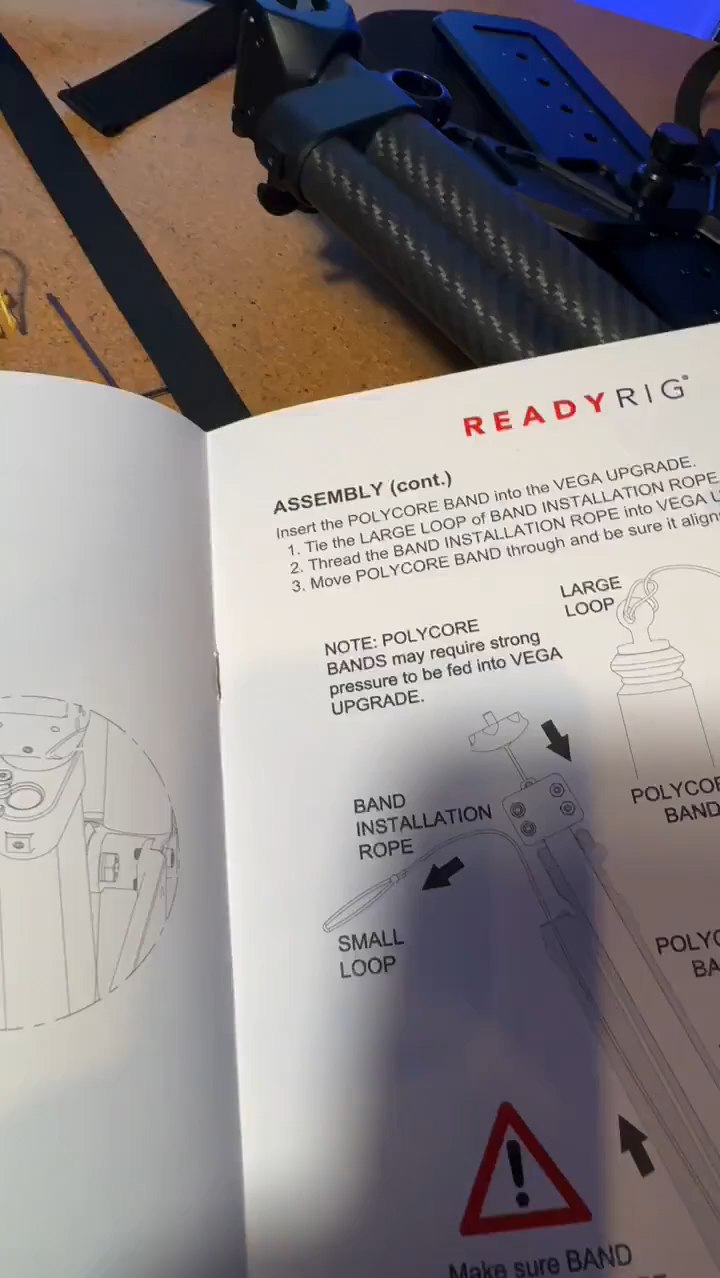 READYRIG
ASSEMBLY (cont.)
Insert the POLYCORE BAND into the VEGA UPGRADE.
1. Tie the LARGE LOOP of BAND INSTALLATION ROPE
2. Thread the BAND INSTALLATION ROPE into VEGA U
3. Move POLYCORE BAND through and be sure it align
LARGE
LOOP
NOTE: POLYCORE
BANDS may require strong
pressure to be fed into VEGA
UPGRADE.
POLYCO
BAND
BAND
INSTALLATION
ROPE
SMALL
LOOP
POLYC
BA
Make sure BAND